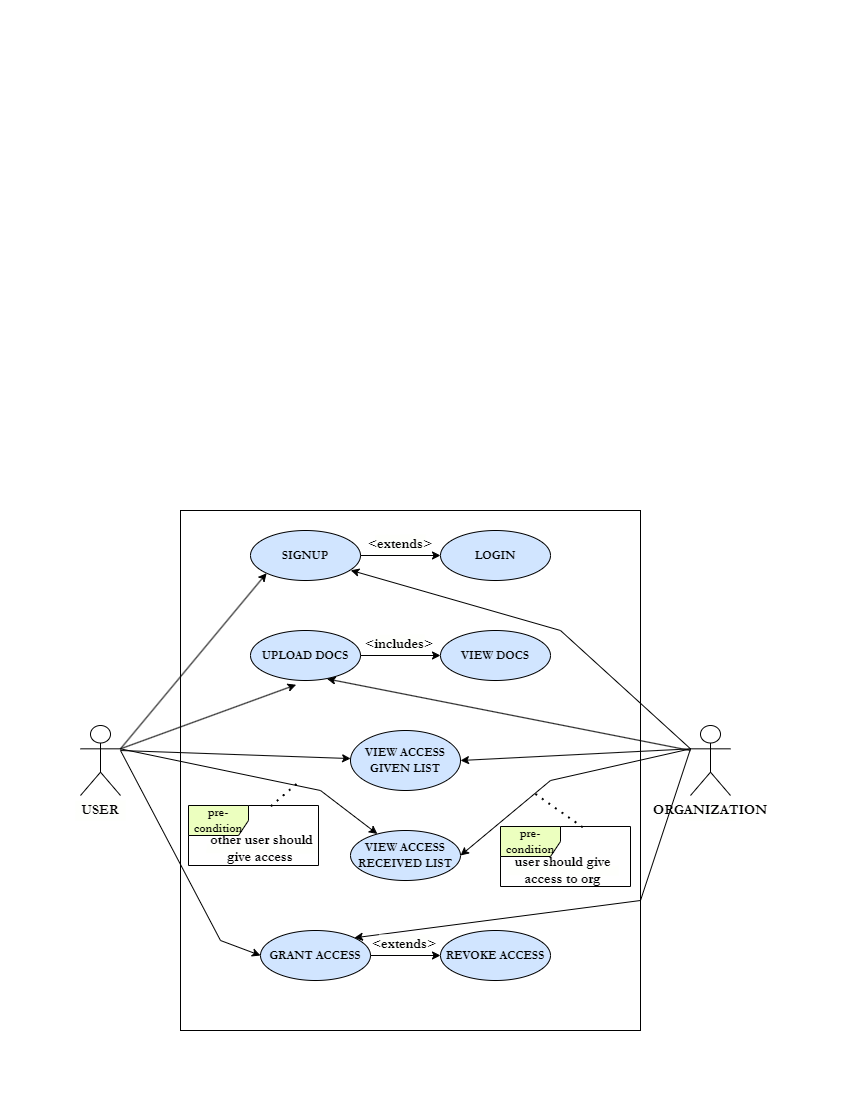 <extends>
SIGNUP
LOGIN
<includes>
UPLOAD DOCS
VIEW DOCS
VIEW ACCESS
GIVEN LIST
USER
ORGANIZATION
pre-
condition
other user should
give access
VIEW ACCESS
RECEIVED LIST
pre-
condition
user should give
access to org
<extends>
GRANT ACCESS
REVOKE ACCESS